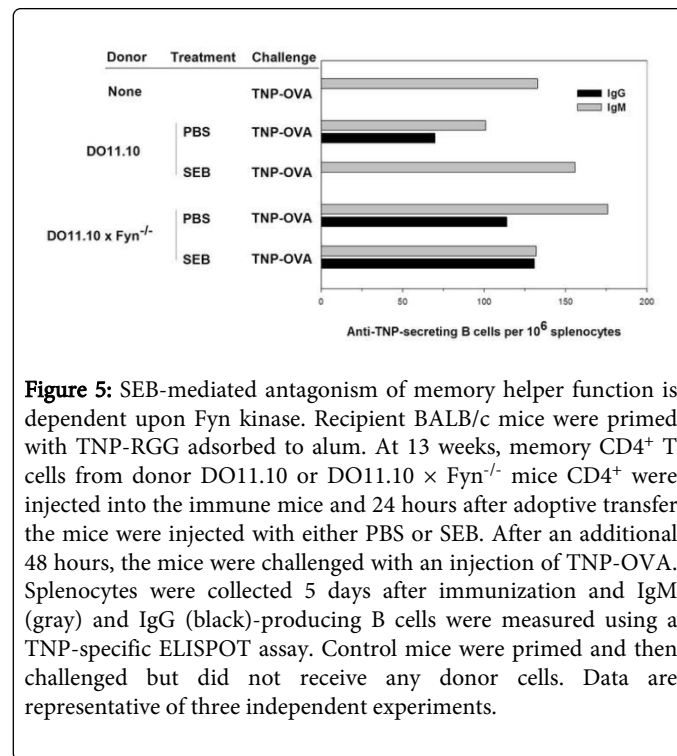 Donor Treatment Challenge
None TNP-OVA
IgG
IgM
PBS TNP-OVA
DO11.10
SEB TNP-OVA
PBS TNP-OVA
DO11.10 x Fyn-/-
SEB TNP-OVA
0 50 100 150 200
Anti-TNP-secreting B cells per 10^6 splenocytes
Figure 5: SEB-mediated antagonism of memory helper function is
dependent upon Fyn kinase. Recipient BALB/c mice were primed
with TNP-RGG adsorbed to alum. At 13 weeks, memory CD4+ T
cells from donor DO11.10 or DO11.10 × Fyn-/- mice CD4+ were
injected into the immune mice and 24 hours after adoptive transfer
the mice were injected with either PBS or SEB. After an additional
48 hours, the mice were challenged with an injection of TNP-OVA.
Splenocytes were collected 5 days after immunization and IgM
(gray) and IgG (black)-producing B cells were measured using a
TNP-specific ELISPOT assay. Control mice were primed and then
challenged but did not receive any donor cells. Data are
representative of three independent experiments.